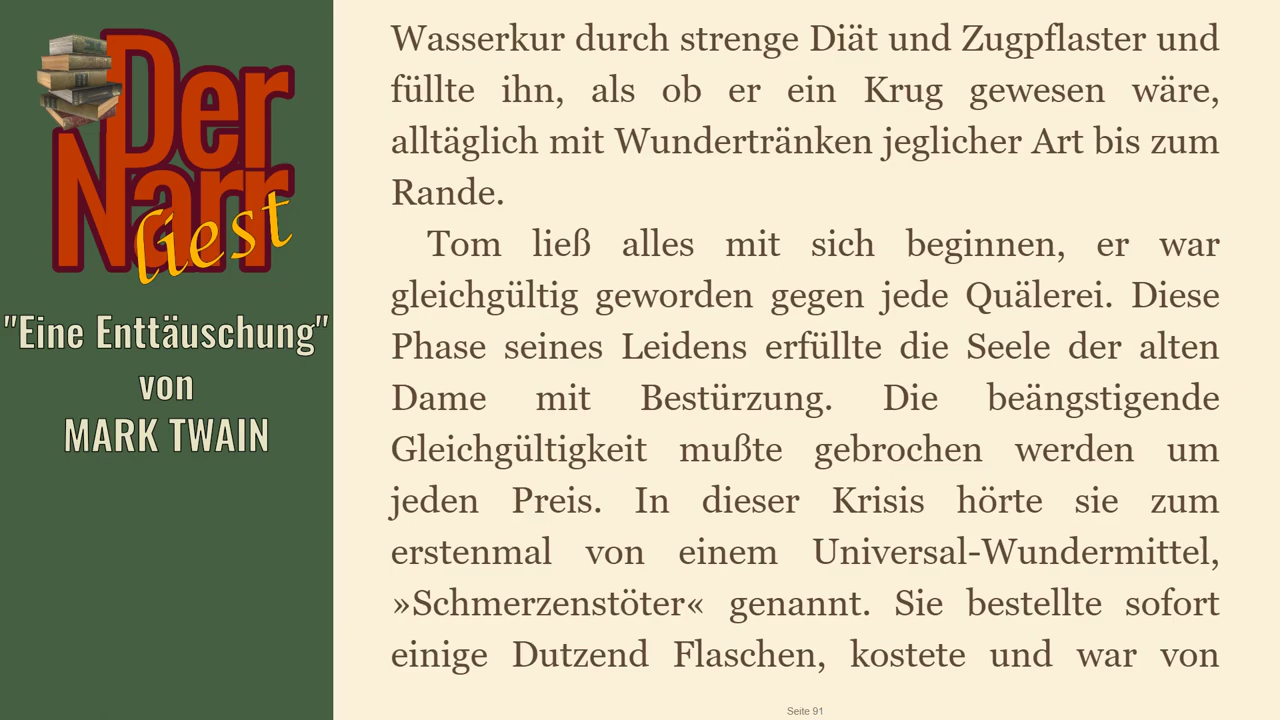 Der
Narr
liest
"Eine Enttäuschung"
von
MARK TWAIN
Wasserkur durch strenge Diät und Zugpflaster und
füllte ihn, als ob er ein Krug gewesen wäre,
alltäglich mit Wundertränken jeglicher Art bis zum
Rande.
Tom ließ alles mit sich beginnen, er war
gleichgültig geworden gegen jede Quälerei. Diese
Phase seines Leidens erfüllte die Seele der alten
Dame mit Bestürzung. Die beängstigende
Gleichgültigkeit mußte gebrochen werden um
jeden Preis. In dieser Krisis hörte sie zum
erstenmal von einem Universal-Wundermittel,
»Schmerzenstöter« genannt. Sie bestellte sofort
einige Dutzend Flaschen, kostete und war von
Seite 91